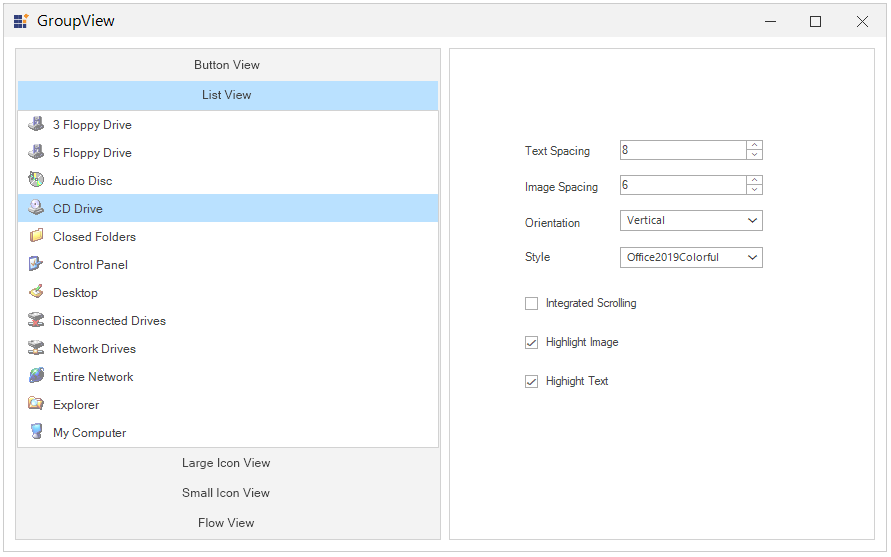 GroupView
Button View
List View
3 Floppy Drive
5 Floppy Drive
Audio Disc
CD Drive
Closed Folders
Control Panel
Desktop
Disconnected Drives
Network Drives
Entire Network
Explorer
My Computer
Large Icon View
Small Icon View
Flow View
Text Spacing 8
Image Spacing 6
Orientation Vertical
Style Office2019Colorful
Integrated Scrolling
Highlight Image
Highight Text